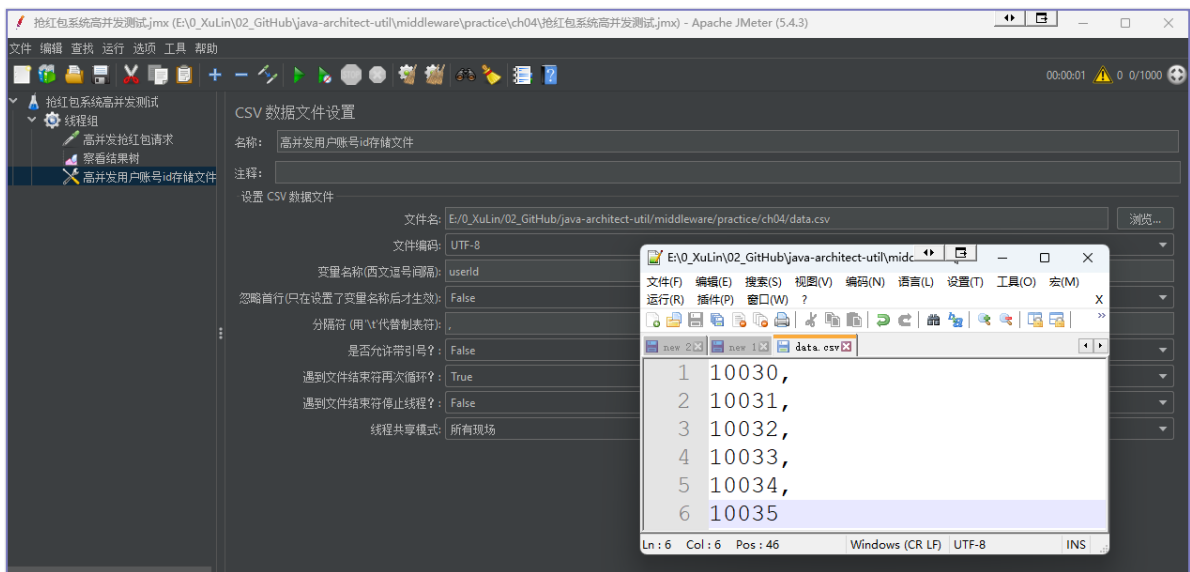 抢红包系统高并发测试.jmx (E:\0_XuLin\02_GitHub\java-architect-util\middleware\practice\ch04\抢红包系统高并发测试.jmx) - Apache JMeter (5.4.3)
文件 编辑 查找 运行 选项 工具 帮助
00:00:01 0 0/1000
抢红包系统高并发测试
线程组
高并发抢红包请求
察看结果树
高并发用户账号id存储文件
CSV 数据文件设置
名称: 高并发用户账号id存储文件
注释:
设置 CSV 数据文件
文件名: E:/0_XuLin/02_GitHub/java-architect-util/middleware/practice/ch04/data.csv 浏览...
文件编码: UTF-8
变量名称(西文逗号间隔): userId
忽略首行(只在设置了变量名称后才生效): False
分隔符 (用'\t'代替制表符): ,
是否允许带引号?: False
遇到文件结束符再次循环?: True
遇到文件结束符停止线程?: False
线程共享模式: 所有现场
E:\0_XuLin\02_GitHub\java-architect-util\midc
文件(F) 编辑(E) 搜索(S) 视图(V) 编码(N) 语言(L) 设置(T) 工具(O) 宏(M)
运行(R) 插件(P) 窗口(W) ? X
new 2 new 1 data.csv
1 10030,
2 10031,
3 10032,
4 10033,
5 10034,
6 10035
Ln : 6 Col : 6 Pos : 46 Windows (CR LF) UTF-8 INS